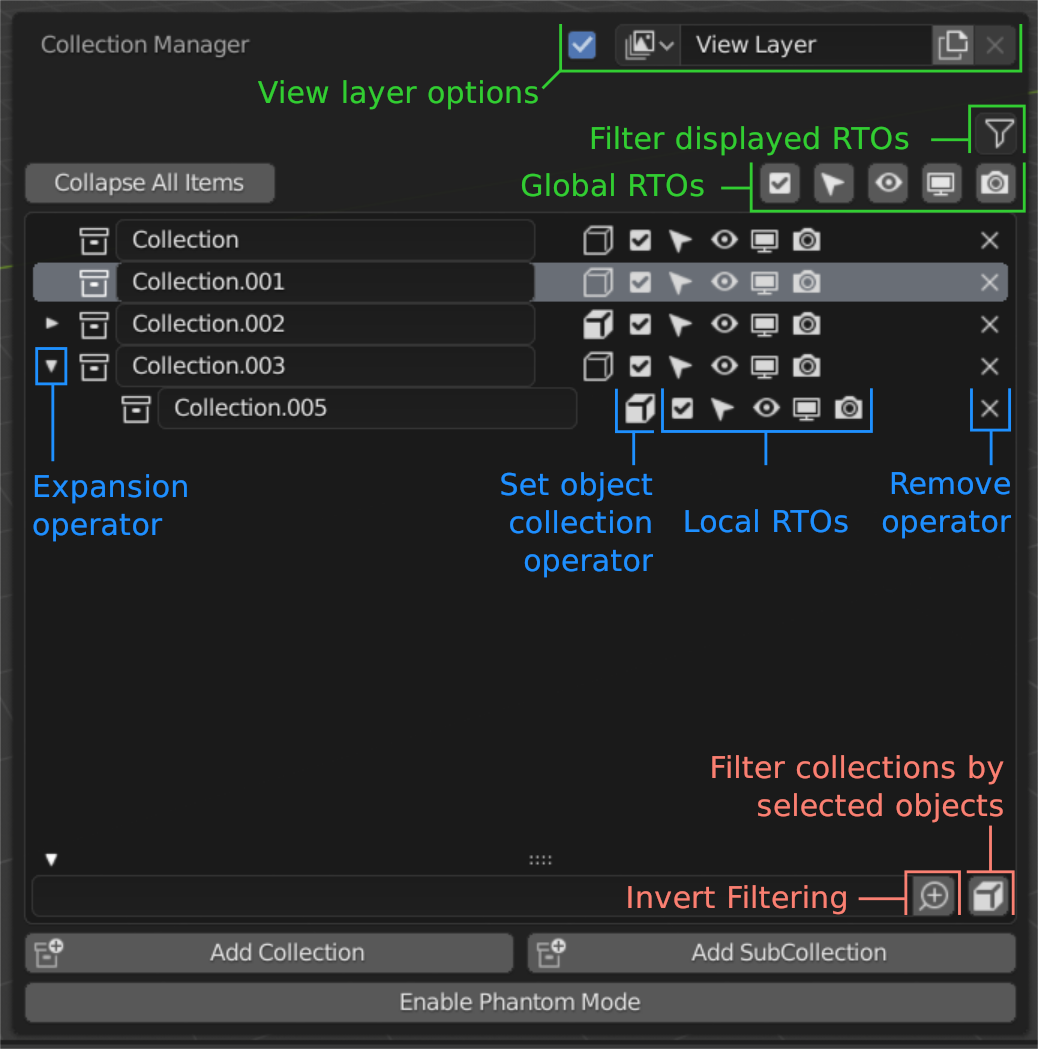 Collection Manager
View Layer
View layer options
Filter displayed RTOs
Collapse All Items
Global RTOs
Collection
Collection.001
Collection.002
Collection.003
Collection.005
Expansion
operator
Set object
collection
operator
Local RTOs
Remove
operator
Filter collections by
selected objects
Invert Filtering
Add Collection
Add SubCollection
Enable Phantom Mode